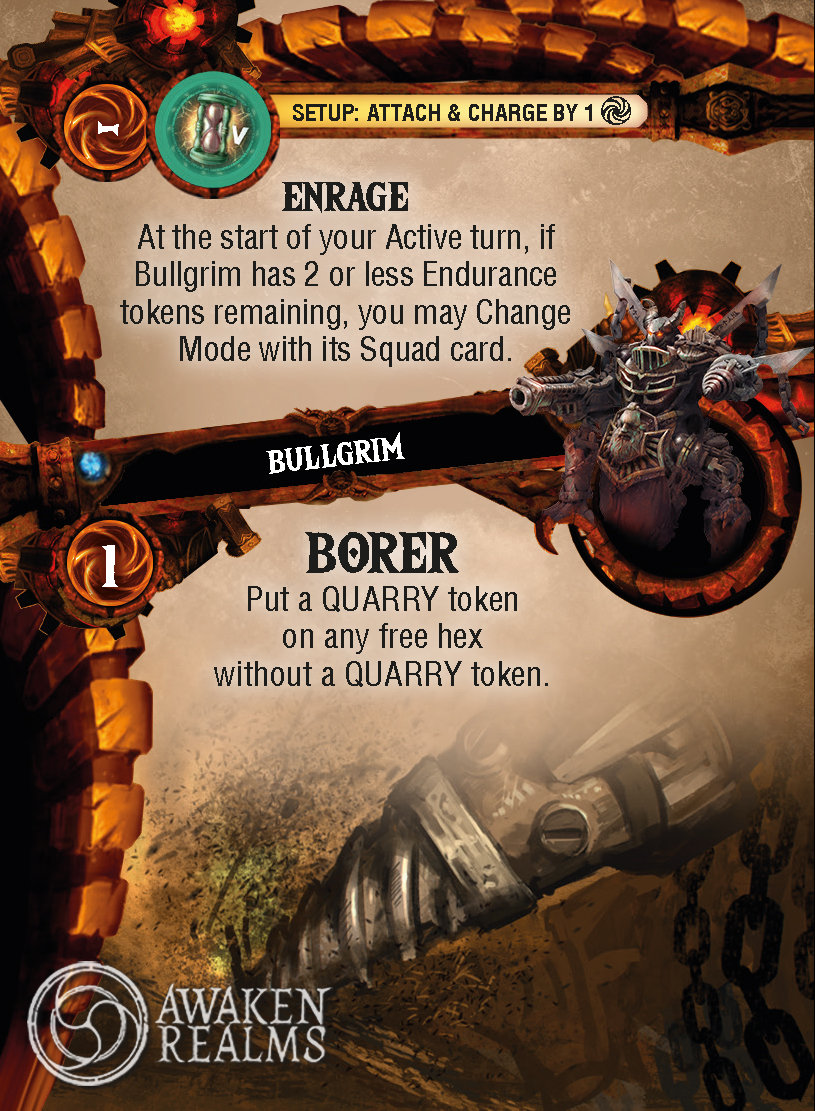 V
SETUP: ATTACH & CHARGE BY 1
ENRAGE
At the start of your Active turn, if
Bullgrim has 2 or less Endurance
tokens remaining, you may Change
Mode with its Squad card.
BULLGRIM
1
BORER
Put a QUARRY token
on any free hex
without a QUARRY token.
AWAKEN
REALMS